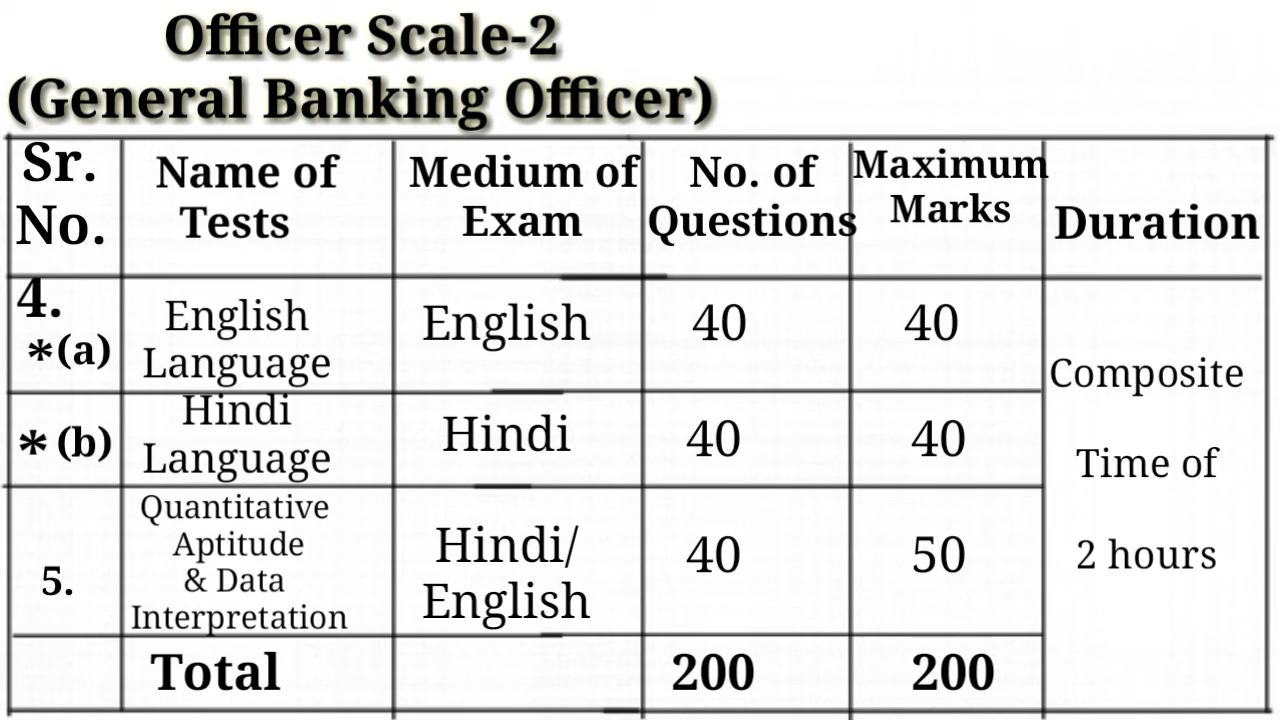 Officer Scale-2
(General Banking Officer)
Sr. No.
Name of Tests
Medium of Exam
No. of Questions
Maximum Marks
Duration
4.
*(a)
English
Language
English
40
40
*(b)
Hindi
Language
Hindi
40
40
5.
Quantitative
Aptitude
& Data
Interpretation
Hindi/
English
40
50
Composite
Time of
2 hours
Total
200
200